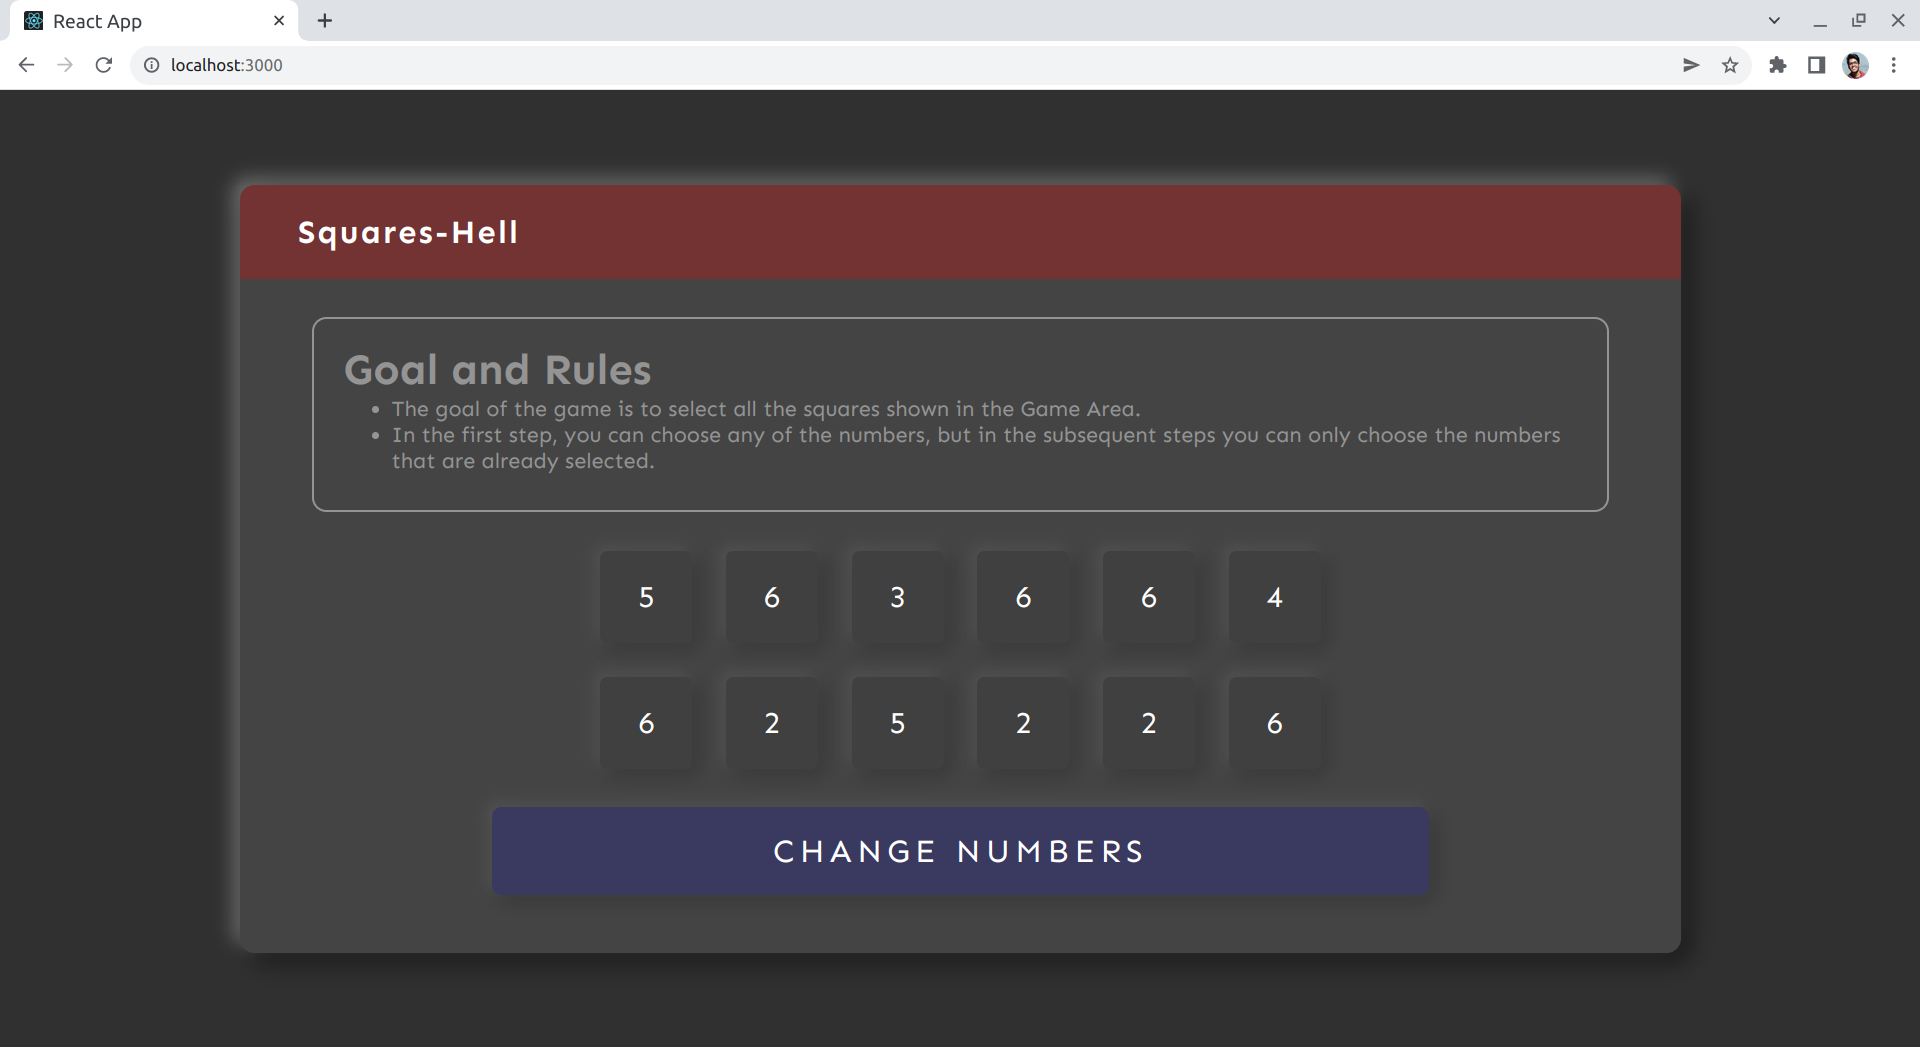 React App
localhost:3000
Squares-Hell
Goal and Rules
• The goal of the game is to select all the squares shown in the Game Area.
• In the first step, you can choose any of the numbers, but in the subsequent steps you can only choose the numbers
that are already selected.
5 6 3 6 6 4
6 2 5 2 2 6
CHANGE NUMBERS